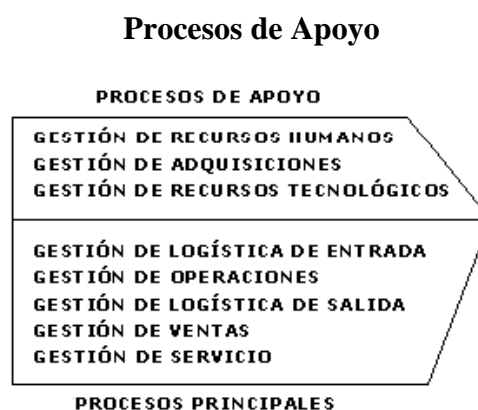 Procesos de Apoyo
PROCESOS DE APOYO
GESTIÓN DE RECURSOS HUMANOS
GESTIÓN DE ADQUISICIONES
GESTIÓN DE RECURSOS TECNOLÓGICOS
GESTIÓN DE LOGÍSTICA DE ENTRADA
GESTIÓN DE OPERACIONES
GESTIÓN DE LOGÍSTICA DE SALIDA
GESTIÓN DE VENTAS
GESTIÓN DE SERVICIO
PROCESOS PRINCIPALES